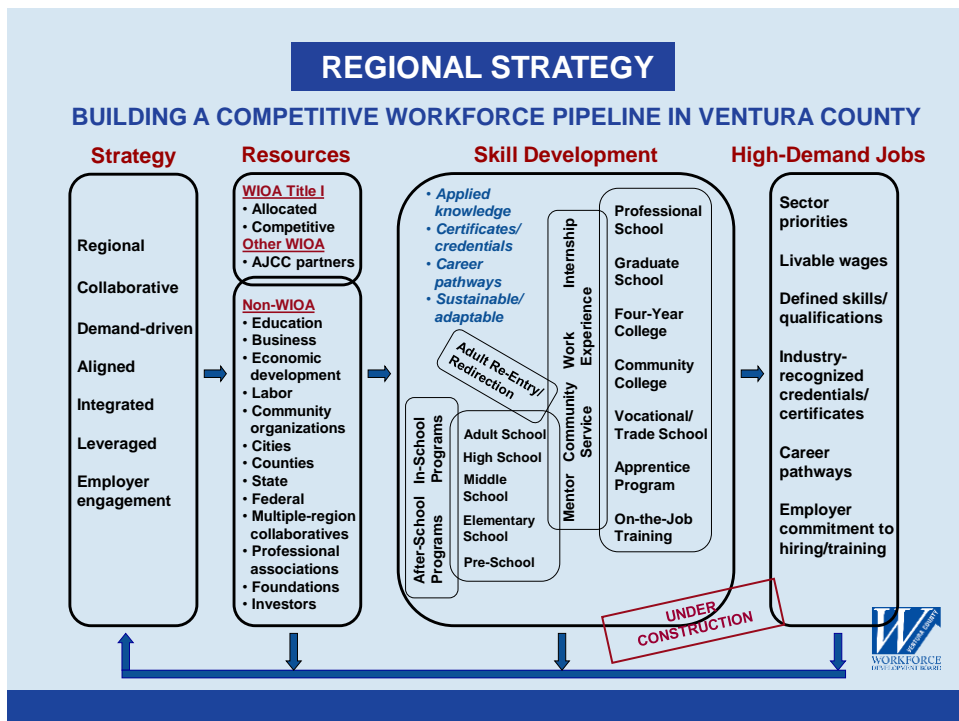 REGIONAL STRATEGY
BUILDING A COMPETITIVE WORKFORCE PIPELINE IN VENTURA COUNTY
Strategy
Regional
Collaborative
Demand-driven
Aligned
Integrated
Leveraged
Employer
engagement
Resources
WIOA Title I
• Allocated
• Competitive
Other WIOA
• AJCC partners
Non-WIOA
• Education
• Business
• Economic
development
• Labor
• Community
organizations
• Cities
• Counties
• State
• Federal
• Multiple-region
collaboratives
• Professional
associations
• Foundations
• Investors
Skill Development
• Applied
knowledge
• Certificates/
credentials
• Career
pathways
• Sustainable/
adaptable
Adult Re-Entry/
Redirection
In-School
Programs
After-School
Programs
Adult School
High School
Middle
School
Elementary
School
Pre-School
Internship
Work
Experience
Community
Service
Mentor
Professional
School
Graduate
School
Four-Year
College
Community
College
Vocational/
Trade School
Apprentice
Program
On-the-Job
Training
High-Demand Jobs
Sector
priorities
Livable wages
Defined skills/
qualifications
Industry-
recognized
credentials/
certificates
Career
pathways
Employer
commitment to
hiring/training
UNDER
CONSTRUCTION
W
VENTURA COUNTY
WORKFORCE
DEVELOPMENT BOARD